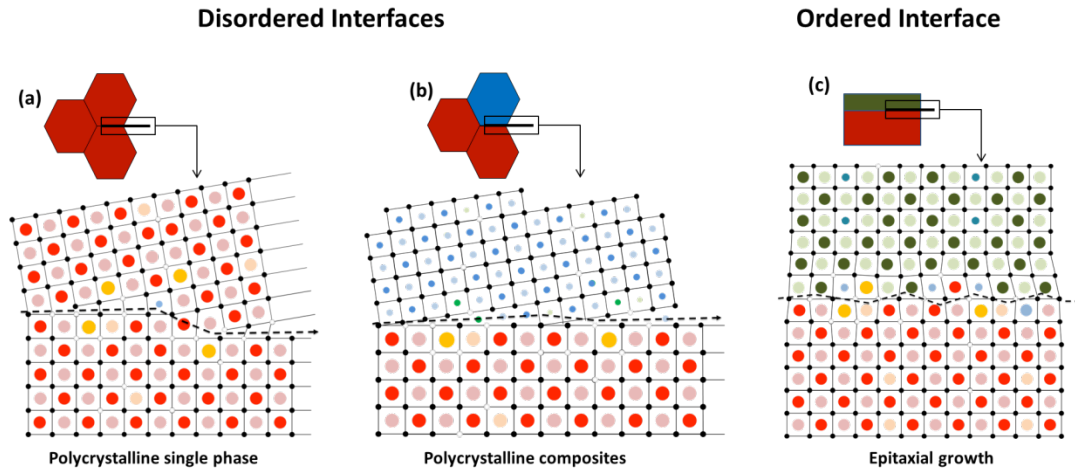 Disordered Interfaces
Ordered Interface
(a)
(b)
(c)
Polycrystalline single phase
Polycrystalline composites
Epitaxial growth